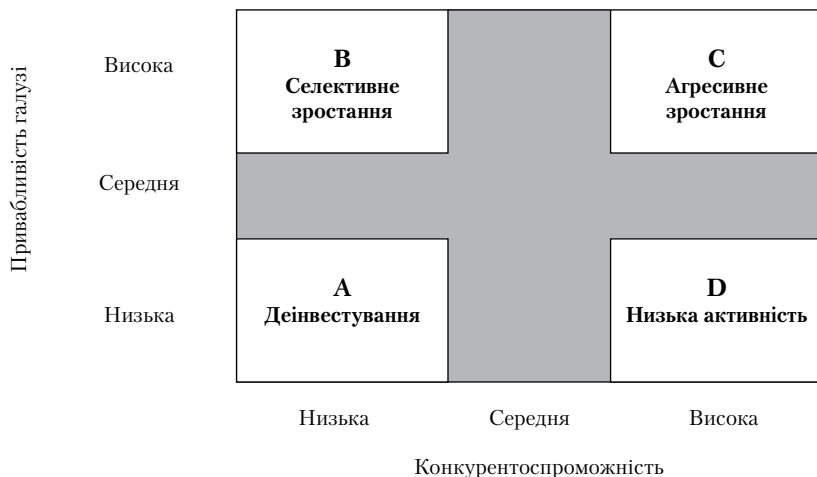 Привабливість галузі
Висока
B
Селективне
зростання
C
Агресивне
зростання
Середня
Низька
A
Деінвестування
D
Низька активність
Низька
Середня
Висока
Конкурентоспроможність